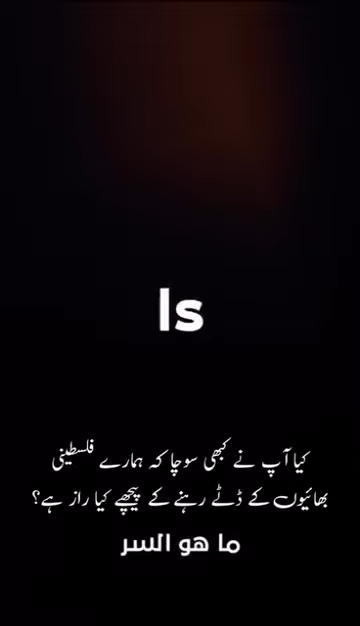 Is
کیا آپ نے کبھی سوچا کہ ہمارے فلسطینی
بھائیوں کے ڈٹے رہنے کے پیچھے کیا راز ہے؟
ما هو السر